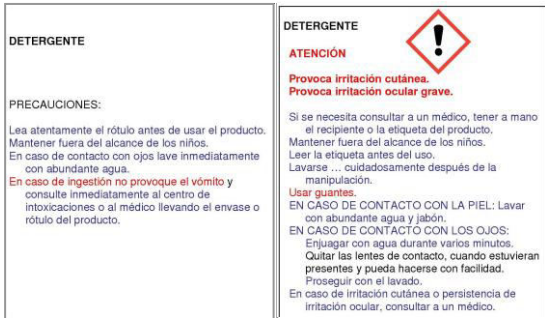 DETERGENTE
PRECAUCIONES:
Lea atentamente el rótulo antes de usar el producto.
Mantener fuera del alcance de los niños.
En caso de contacto con ojos lave inmediatamente
con abundante agua.
En caso de ingestión no provoque el vómito y
consulte inmediatamente al centro de
intoxicaciones o al médico llevando el envase o
rótulo del producto.
DETERGENTE
ATENCIÓN
Provoca irritación cutánea.
Provoca irritación ocular grave.
Si se necesita consultar a un médico, tener a mano
el recipiente o la etiqueta del producto.
Mantener fuera del alcance de los niños.
Leer la etiqueta antes del uso.
Lavarse ... cuidadosamente después de la
manipulación.
Usar guantes.
EN CASO DE CONTACTO CON LA PIEL: Lavar
con abundante agua y jabón.
EN CASO DE CONTACTO CON LOS OJOS:
Enjuagar con agua durante varios minutos.
Quitar las lentes de contacto, cuando estuvieran
presentes y pueda hacerse con facilidad.
Proseguir con el lavado.
En caso de irritación cutánea o persistencia de
irritación ocular, consultar a un médico.